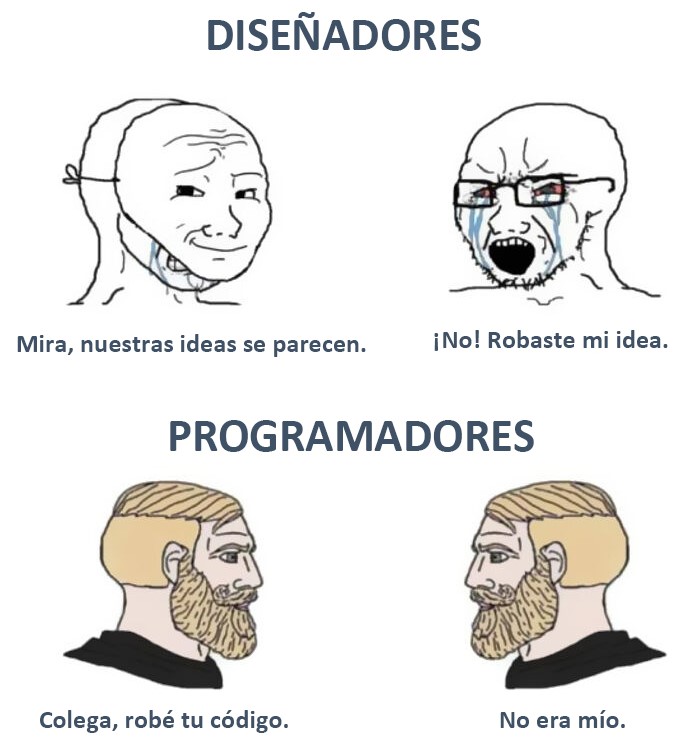 DISEÑADORES
Mira, nuestras ideas se parecen.
¡No! Robaste mi idea.
PROGRAMADORES
Colega, robé tu código.
No era mío.